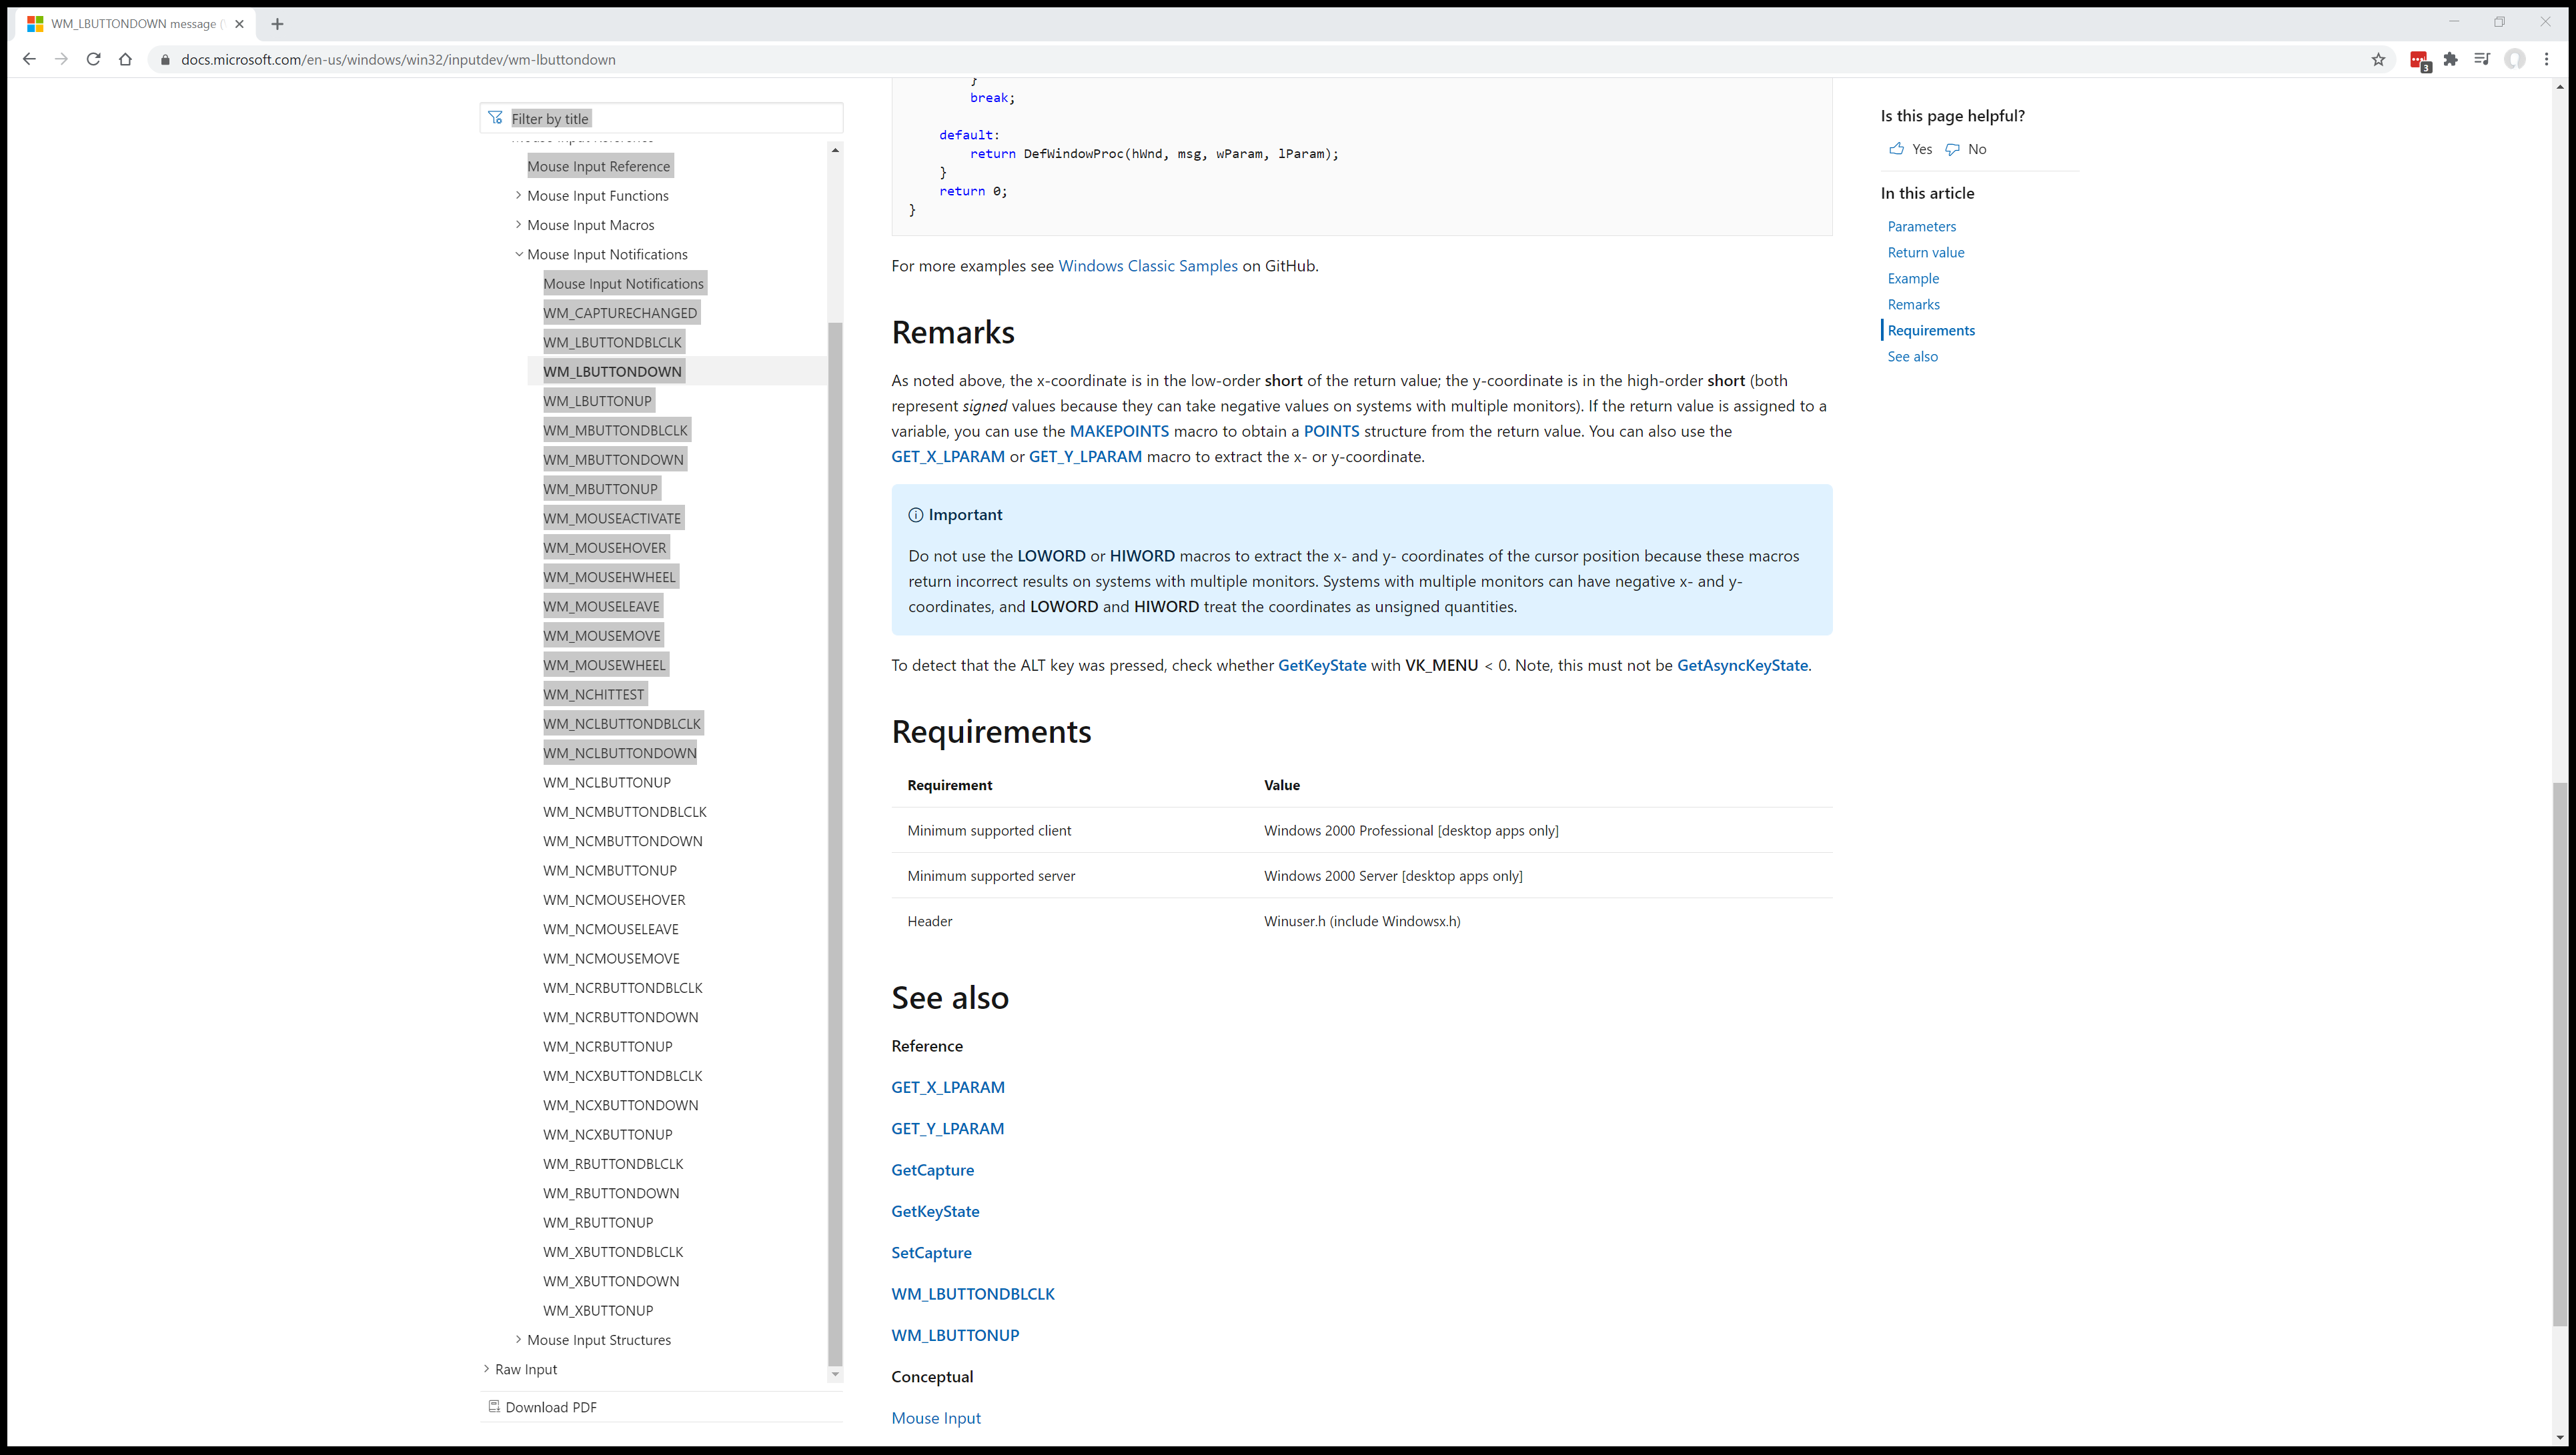 WM_LBUTTONDOWN message (
docs.microsoft.com/en-us/windows/win32/inputdev/wm-lbuttondown
3
Filter by title
Mouse Input Reference
Mouse Input Reference
Mouse Input Functions
Mouse Input Macros
Mouse Input Notifications
Mouse Input Notifications
WM_CAPTURECHANGED
WM_LBUTTONDBLCLK
WM_LBUTTONDOWN
WM_LBUTTONUP
WM_MBUTTONDBLCLK
WM_MBUTTONDOWN
WM_MBUTTONUP
WM_MOUSEACTIVATE
WM_MOUSEHOVER
WM_MOUSEHWHEEL
WM_MOUSELEAVE
WM_MOUSEMOVE
WM_MOUSEWHEEL
WM_NCHITTEST
WM_NCLBUTTONDBLCLK
WM_NCLBUTTONDOWN
WM_NCLBUTTONUP
WM_NCMBUTTONDBLCLK
WM_NCMBUTTONDOWN
WM_NCMBUTTONUP
WM_NCMOUSEHOVER
WM_NCMOUSELEAVE
WM_NCMOUSEMOVE
WM_NCRBUTTONDBLCLK
WM_NCRBUTTONDOWN
WM_NCRBUTTONUP
WM_NCXBUTTONDBLCLK
WM_NCXBUTTONDOWN
WM_NCXBUTTONUP
WM_RBUTTONDBLCLK
WM_RBUTTONDOWN
WM_RBUTTONUP
WM_XBUTTONDBLCLK
WM_XBUTTONDOWN
WM_XBUTTONUP
Mouse Input Structures
Raw Input
Download PDF
}
break;
default:
return DefWindowProc(hWnd, msg, wParam, lParam);
}
return 0;
}
For more examples see Windows Classic Samples on GitHub.
Remarks
As noted above, the x-coordinate is in the low-order short of the return value; the y-coordinate is in the high-order short (both
represent signed values because they can take negative values on systems with multiple monitors). If the return value is assigned to a
variable, you can use the MAKEPOINTS macro to obtain a POINTS structure from the return value. You can also use the
GET_X_LPARAM or GET_Y_LPARAM macro to extract the x- or y-coordinate.
Important
Do not use the LOWORD or HIWORD macros to extract the x- and y- coordinates of the cursor position because these macros
return incorrect results on systems with multiple monitors. Systems with multiple monitors can have negative x- and y-
coordinates, and LOWORD and HIWORD treat the coordinates as unsigned quantities.
To detect that the ALT key was pressed, check whether GetKeyState with VK_MENU < 0. Note, this must not be GetAsyncKeyState.
Requirements
Requirement Value
Minimum supported client Windows 2000 Professional [desktop apps only]
Minimum supported server Windows 2000 Server [desktop apps only]
Header Winuser.h (include Windowsx.h)
See also
Reference
GET_X_LPARAM
GET_Y_LPARAM
GetCapture
GetKeyState
SetCapture
WM_LBUTTONDBLCLK
WM_LBUTTONUP
Conceptual
Mouse Input
Is this page helpful?
Yes No
In this article
Parameters
Return value
Example
Remarks
Requirements
See also